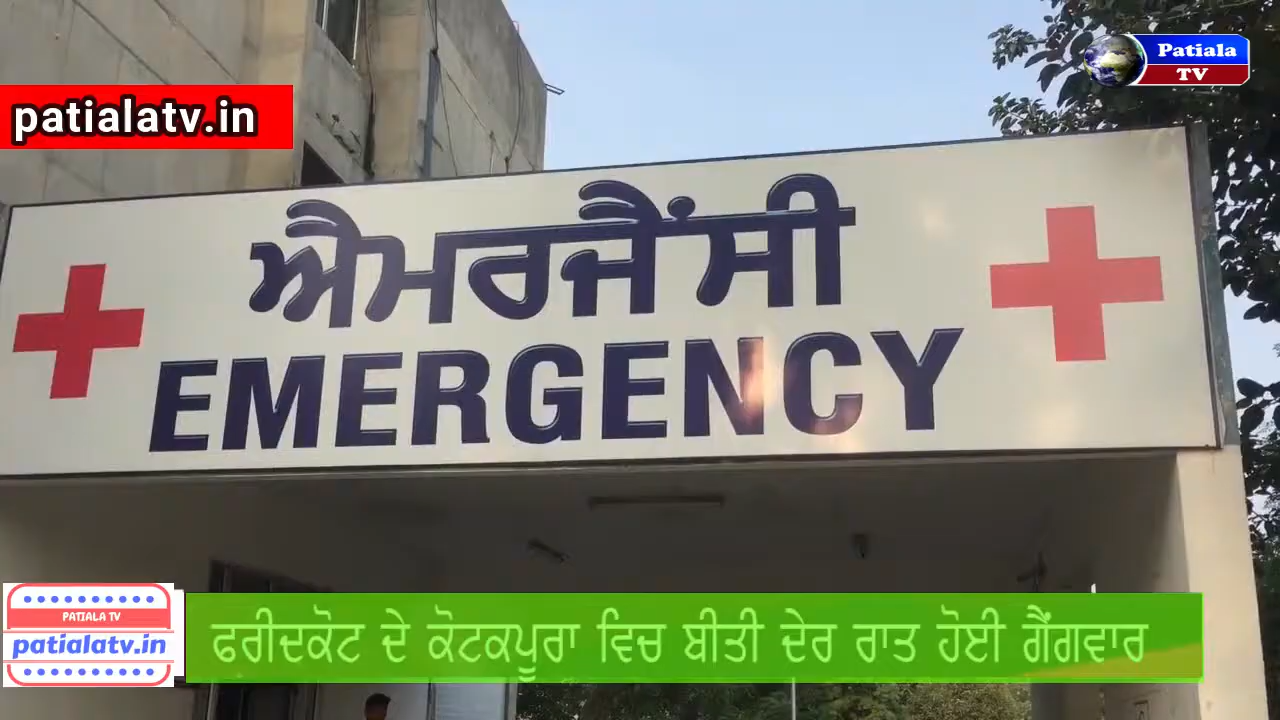 Patiala
TV
patialatv.in
ਐਮਰਜੈਂਸੀ
EMERGENCY
PATIALA TV
patialatv.in
ਫ਼ਰੀਦਕੋਟ ਦੇ ਕੋਟਕਪੂਰਾ ਵਿਚ ਬੀਤੀ ਦੇਰ ਰਾਤ ਹੋਈ ਗੈਂਗਵਾਰ